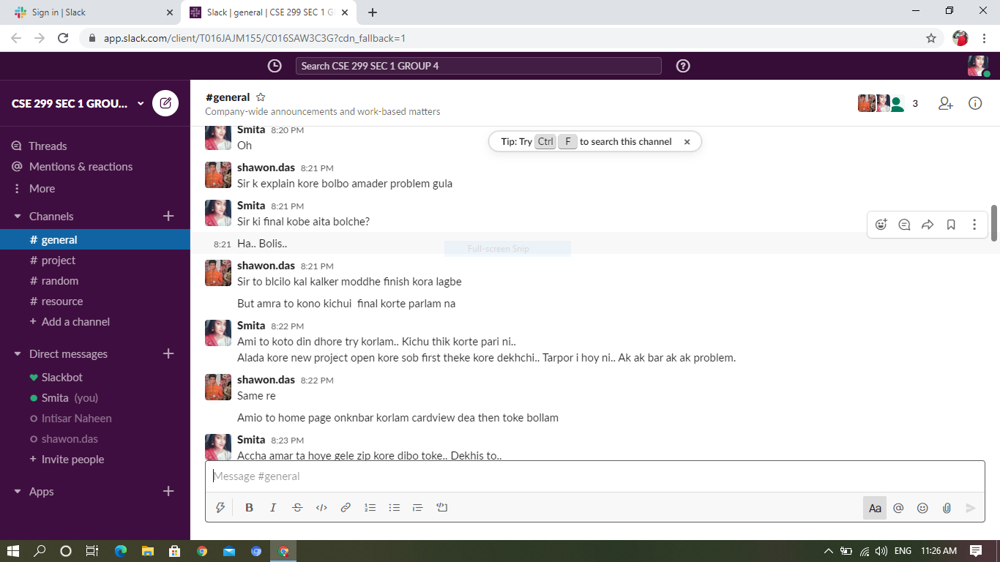 Sign in | Slack
Slack | general | CSE 299 SEC 1 G
app.slack.com/client/T016JAJM155/C016SAW3C3G?cdn_fallback=1
Search CSE 299 SEC 1 GROUP 4
CSE 299 SEC 1 GROU...
Threads
Mentions & reactions
More
Channels
# general
# project
# random
# resource
+ Add a channel
Direct messages
Slackbot
Smita (you)
Intisar Naheen
shawon.das
+ Invite people
Apps
#general
Company-wide announcements and work-based matters
3
Tip: Try Ctrl F to search this channel
Smita 8:20 PM
Oh
shawon.das 8:21 PM
Sir k explain kore bolbo amader problem gula
Smita 8:21 PM
Sir ki final kobe aita bolche?
8:21 Ha.. Bolis..
Full-screen Snip
shawon.das 8:21 PM
Sir to blcilo kal kalker moddhe finish kora lagbe
But amra to kono kichui final korte parlam na
Smita 8:22 PM
Ami to koto din dhore try korlam.. Kichu thik korte pari ni..
Alada kore new project open kore sob first theke kore dekhchi.. Tarpor i hoy ni.. Ak ak bar ak ak problem.
shawon.das 8:22 PM
Same re
Amio to home page onknbar korlam cardview dea then toke bollam
Smita 8:23 PM
Accha amar ta hoye gele zip kore dibo toke.. Dekhis to..
Message #general
B I S Aa @
ENG 11:26 AM